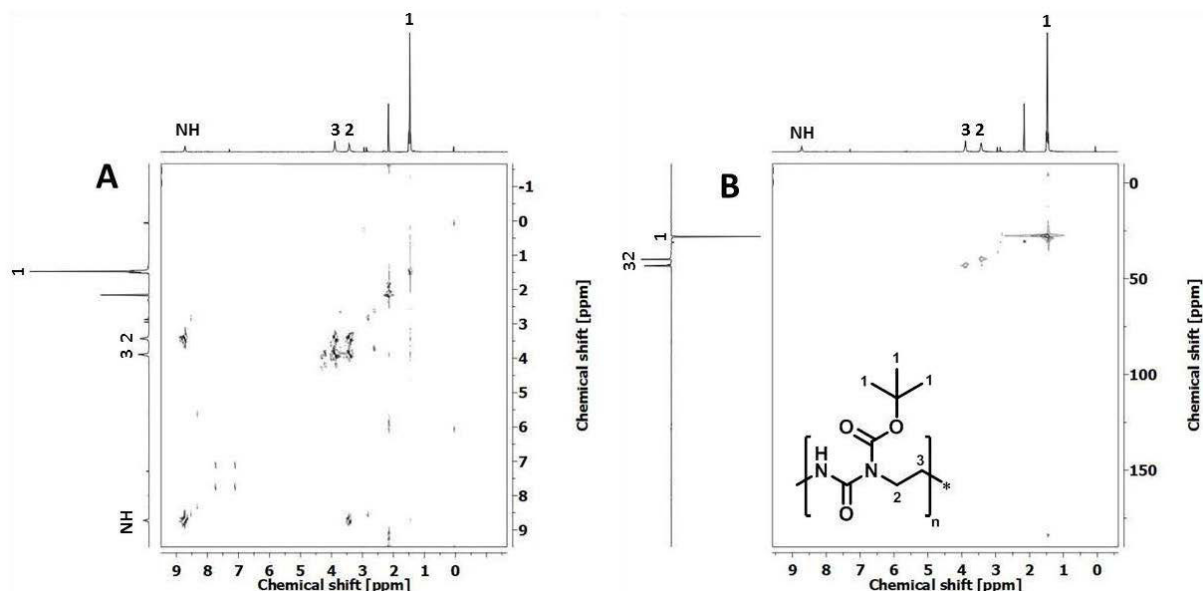 1
NH
3 2
A
-1
0
1
2
3
4
5
6
7
8
9
Chemical shift [ppm]
1
3 2
NH
9 8 7 6 5 4 3 2 1 0
Chemical shift [ppm]
1
NH
3 2
B
0
50
100
150
Chemical shift [ppm]
1
32
1
1 1
O O
H
N N 3
O 2 *
n
9 8 7 6 5 4 3 2 1 0
Chemical shift [ppm]